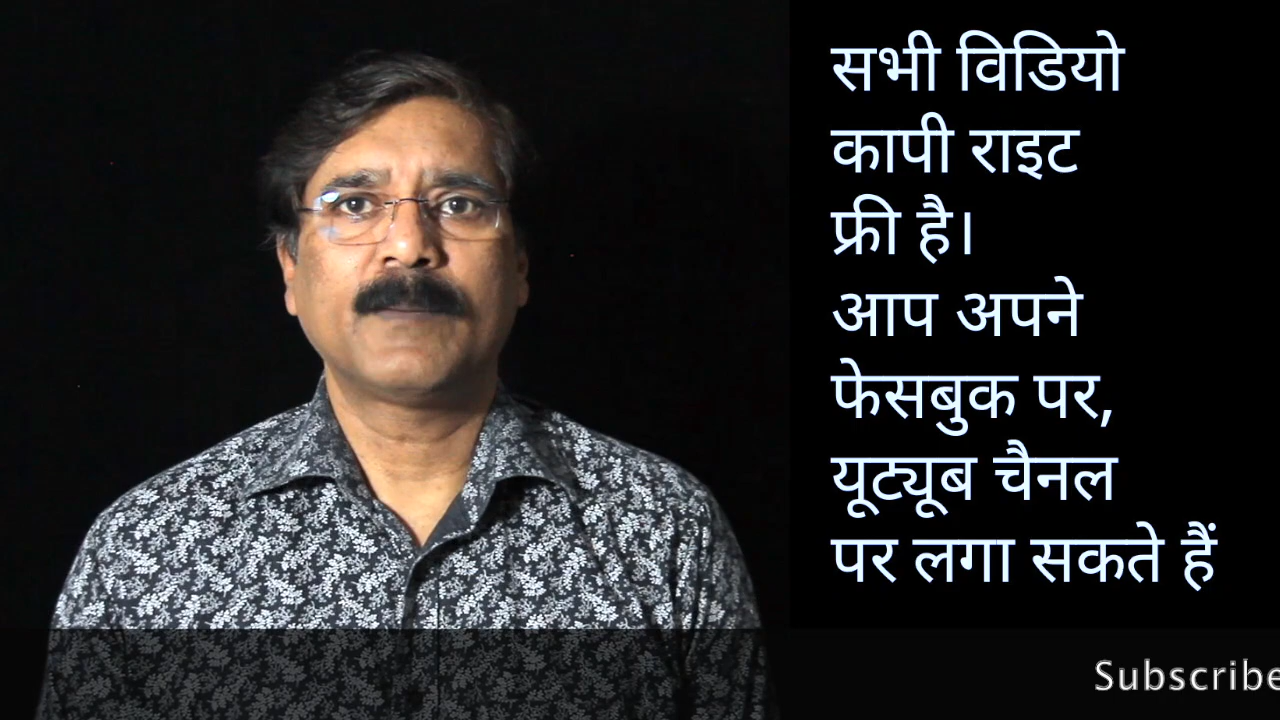 सभी विडियो
कापी राइट
फ्री है।
आप अपने
फेसबुक पर,
यूट्यूब चैनल
पर लगा सकते हैं
Subscribe